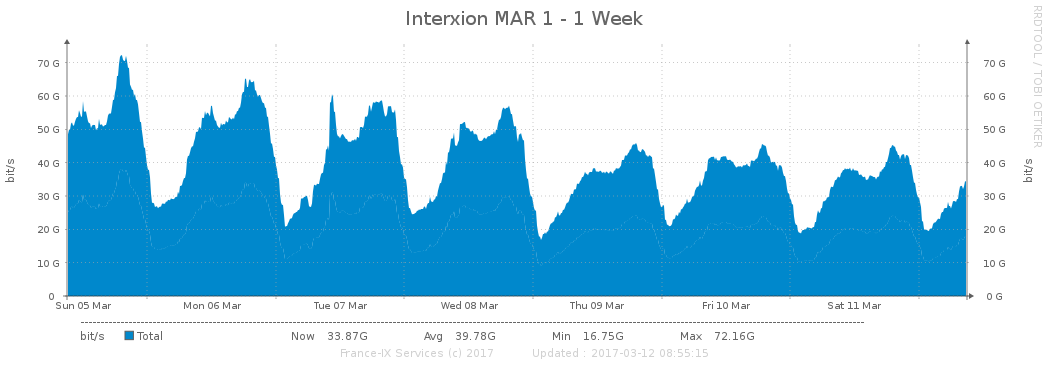 Interxion MAR 1 - 1 Week
RRDTOOL / TOBI OETIKER
bit/s
70 G
60 G
50 G
40 G
30 G
20 G
10 G
0
70 G
60 G
50 G
40 G
30 G
20 G
10 G
0 G
bit/s
Sun 05 Mar Mon 06 Mar Tue 07 Mar Wed 08 Mar Thu 09 Mar Fri 10 Mar Sat 11 Mar
bit/s Total Now 33.87G Avg 39.78G Min 16.75G Max 72.16G
France-IX Services (c) 2017 Updated : 2017-03-12 08:55:15